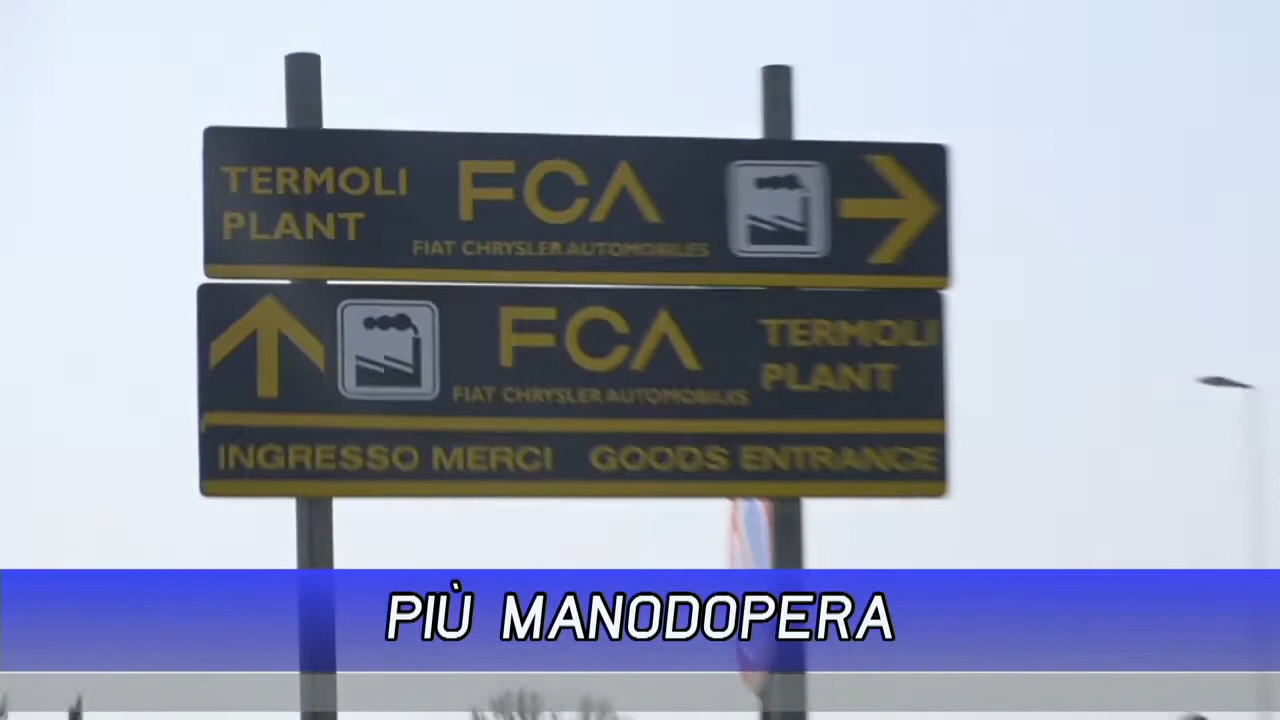 TERMOLI
PLANT
FCA
FIAT CHRYSLER AUTOMOBILES
FCA
FIAT CHRYSLER AUTOMOBILES
TERMOLI
PLANT
INGRESSO MERCI GOODS ENTRANCE
PIÙ MANODOPERA